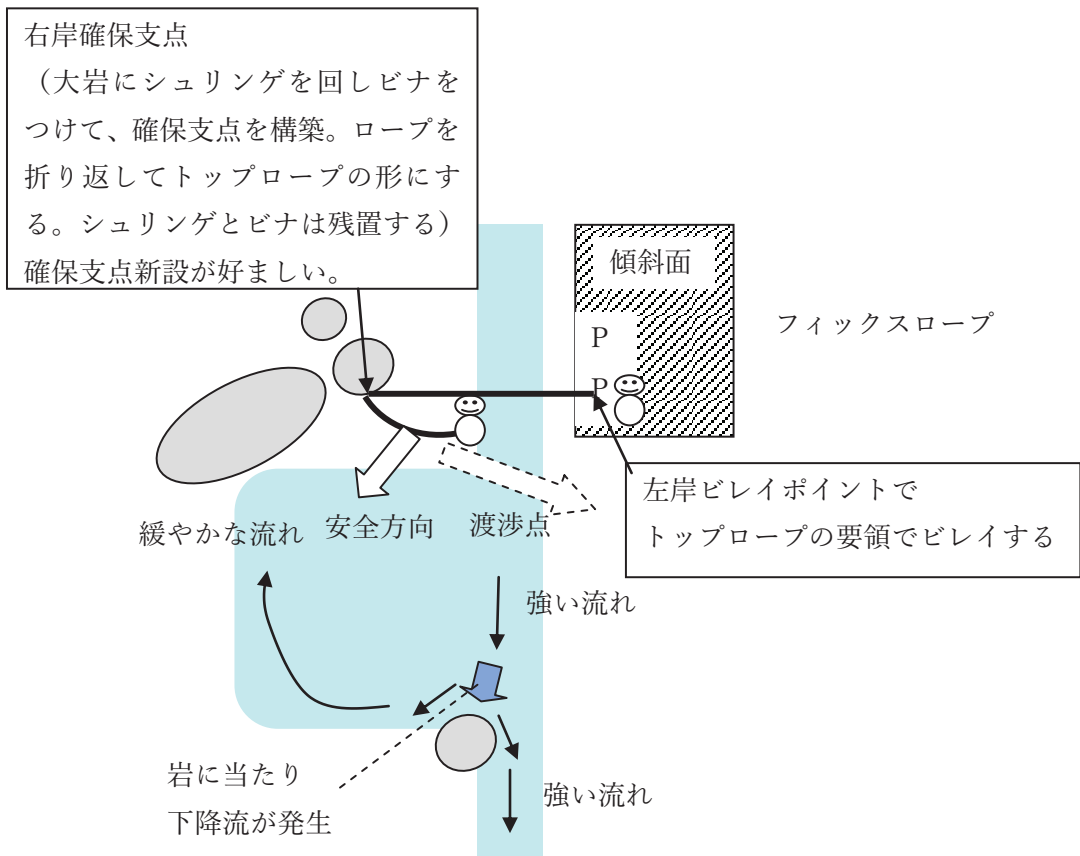 右岸確保支点
（大岩にシュリンゲを回しビナを
つけて、確保支点を構築。ロープを
折り返してトップロープの形にす
る。シュリンゲとビナは残置する）
確保支点新設が好ましい。
傾斜面
フィックスロープ
P
P
左岸ビレイポイントで
トップロープの要領でビレイする
緩やかな流れ
安全方向
渡渉点
強い流れ
岩に当たり
下降流が発生
強い流れ